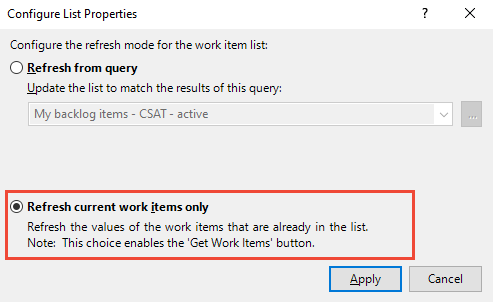 Configure List Properties
?
Configure the refresh mode for the work item list:
Refresh from query
Update the list to match the results of this query:
My backlog items - CSAT - active
...
Refresh current work items only
Refresh the values of the work items that are already in the list.
Note: This choice enables the 'Get Work Items' button.
Apply
Cancel